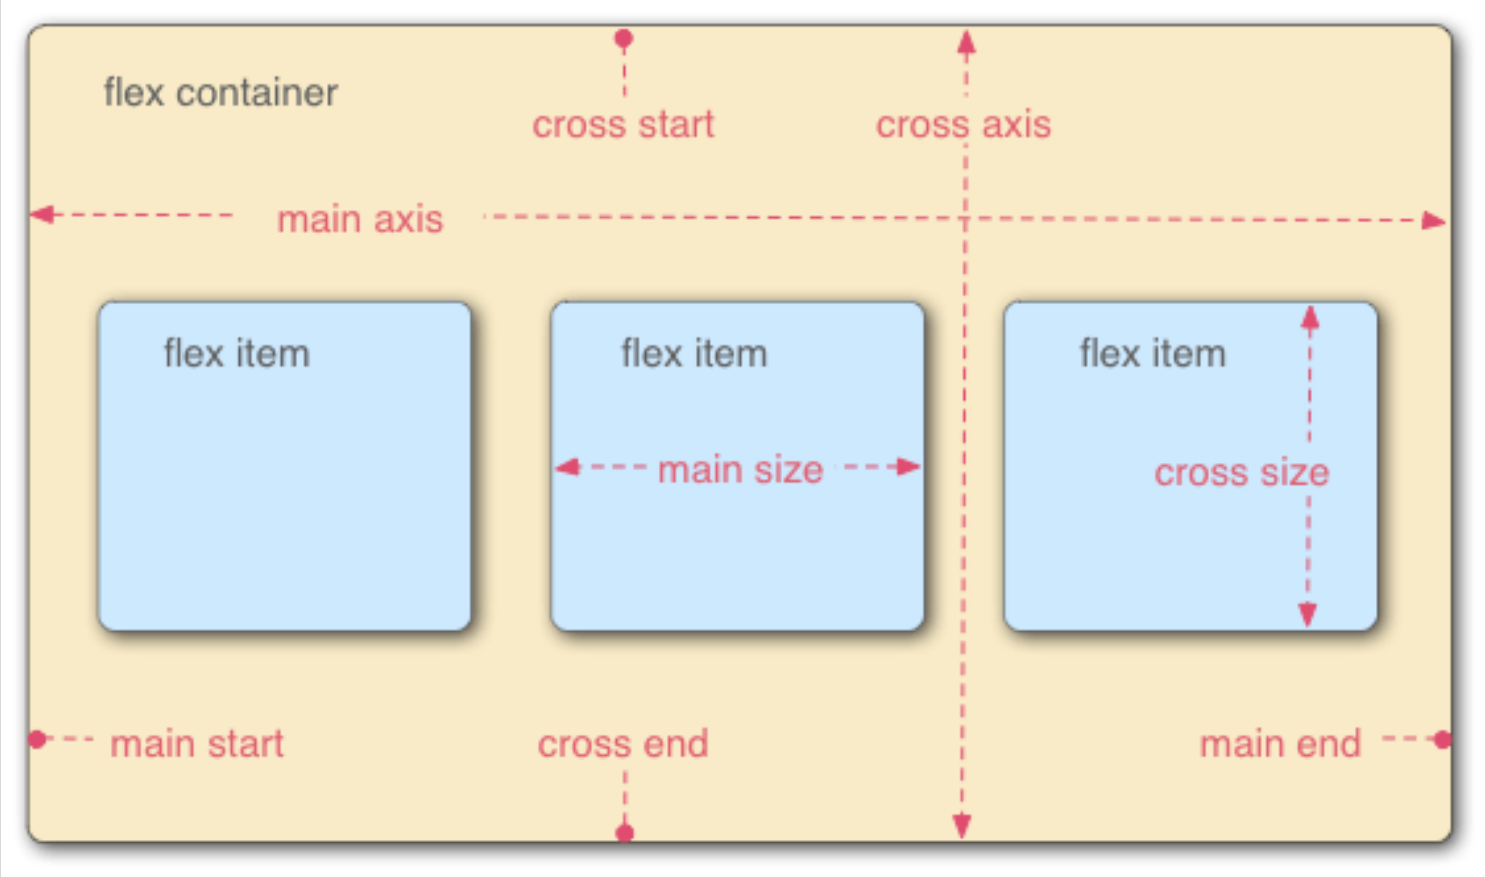 flex container
cross start
cross axis
main axis
flex item
flex item
flex item
main size
cross size
main start
cross end
main end